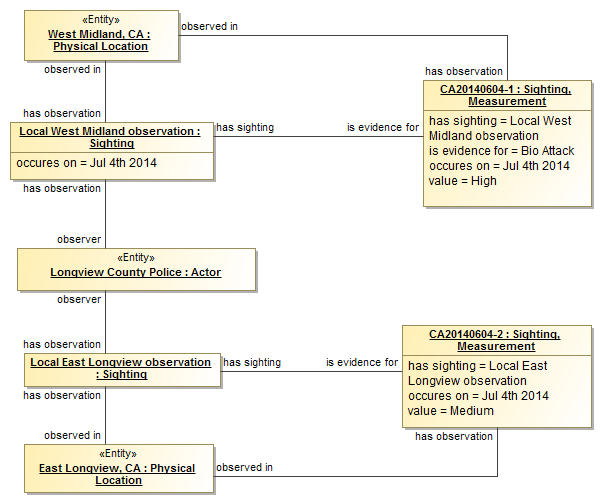 «Entity»
West Midland, CA :
Physical Location
observed in
observed in
has observation
has observation
CA20140604-1 : Sighting,
Measurement
has sighting = Local West
Midland observation
is evidence for = Bio Attack
occures on = Jul 4th 2014
value = High
Local West Midland observation :
Sighting
occures on = Jul 4th 2014
has sighting
is evidence for
has observation
observer
«Entity»
Longview County Police : Actor
observer
has observation
CA20140604-2 : Sighting,
Measurement
has sighting = Local East
Longview observation
occures on = Jul 4th 2014
value = Medium
Local East Longview observation
: Sighting
has sighting
is evidence for
has observation
observed in
has observation
«Entity»
East Longview, CA : Physical
Location
observed in